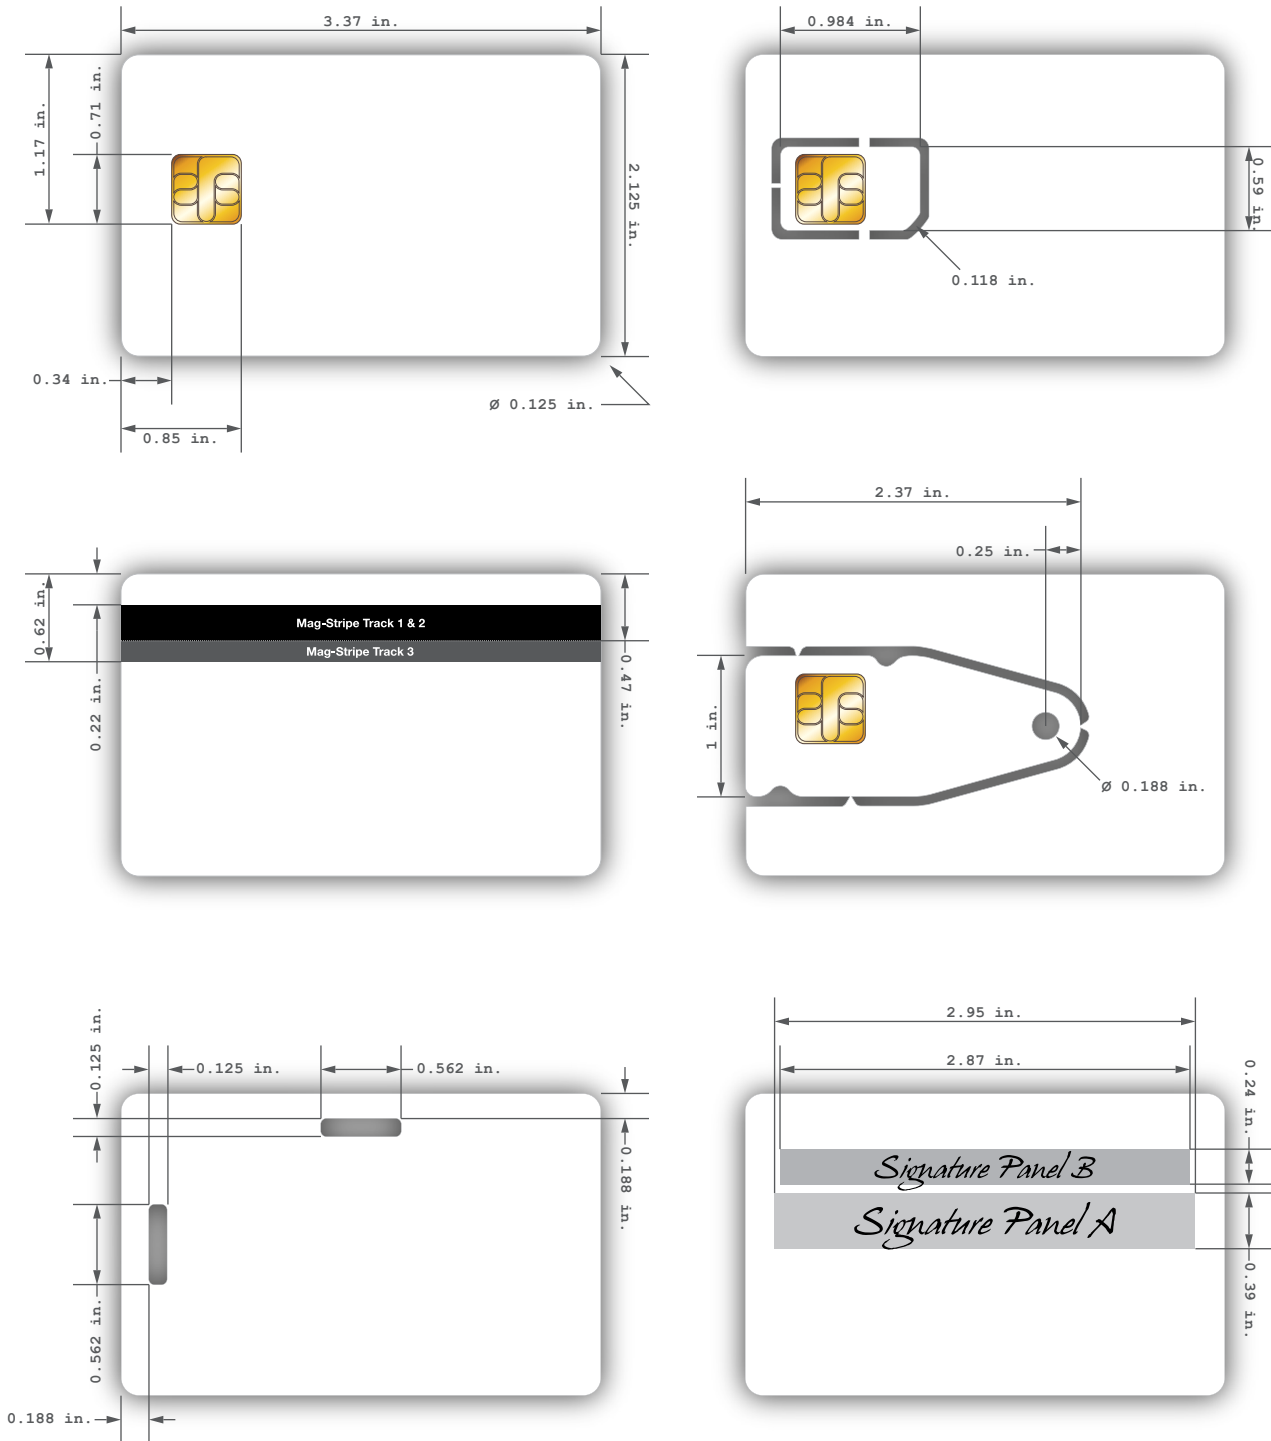 3.37 in.
1.17 in.
0.71 in.
2.125 in.
0.34 in.
0.85 in.
Ø 0.125 in.
0.984 in.
0.59 in.
0.118 in.
0.62 in.
0.22 in.
Mag-Stripe Track 1 & 2
Mag-Stripe Track 3
0.47 in.
2.37 in.
0.25 in.
1 in.
Ø 0.188 in.
0.125 in.
0.125 in.
0.562 in.
0.188 in.
0.562 in.
0.188 in.
2.95 in.
2.87 in.
0.24 in.
Signature Panel B
Signature Panel A
0.39 in.